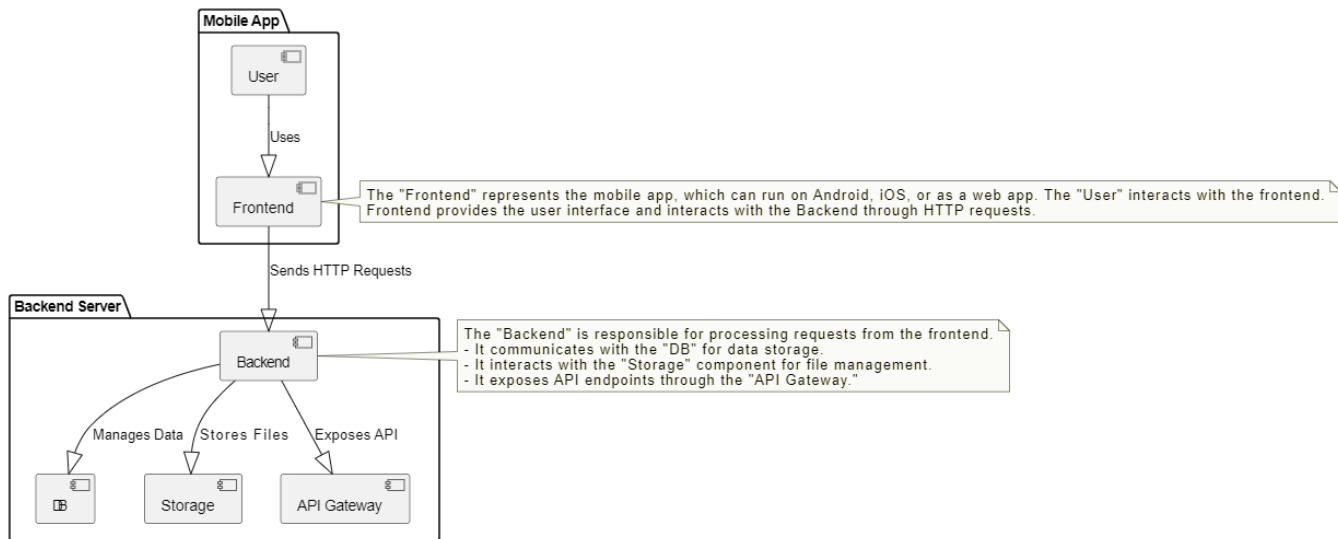 Mobile App
User
Uses
Frontend
The "Frontend" represents the mobile app, which can run on Android, iOS, or as a web app. The "User" interacts with the frontend.
Frontend provides the user interface and interacts with the Backend through HTTP requests.
Sends HTTP Requests
Backend Server
Backend
The "Backend" is responsible for processing requests from the frontend.
- It communicates with the "DB" for data storage.
- It interacts with the "Storage" component for file management.
- It exposes API endpoints through the "API Gateway."
Manages Data
Stores Files
Exposes API
DB
Storage
API Gateway